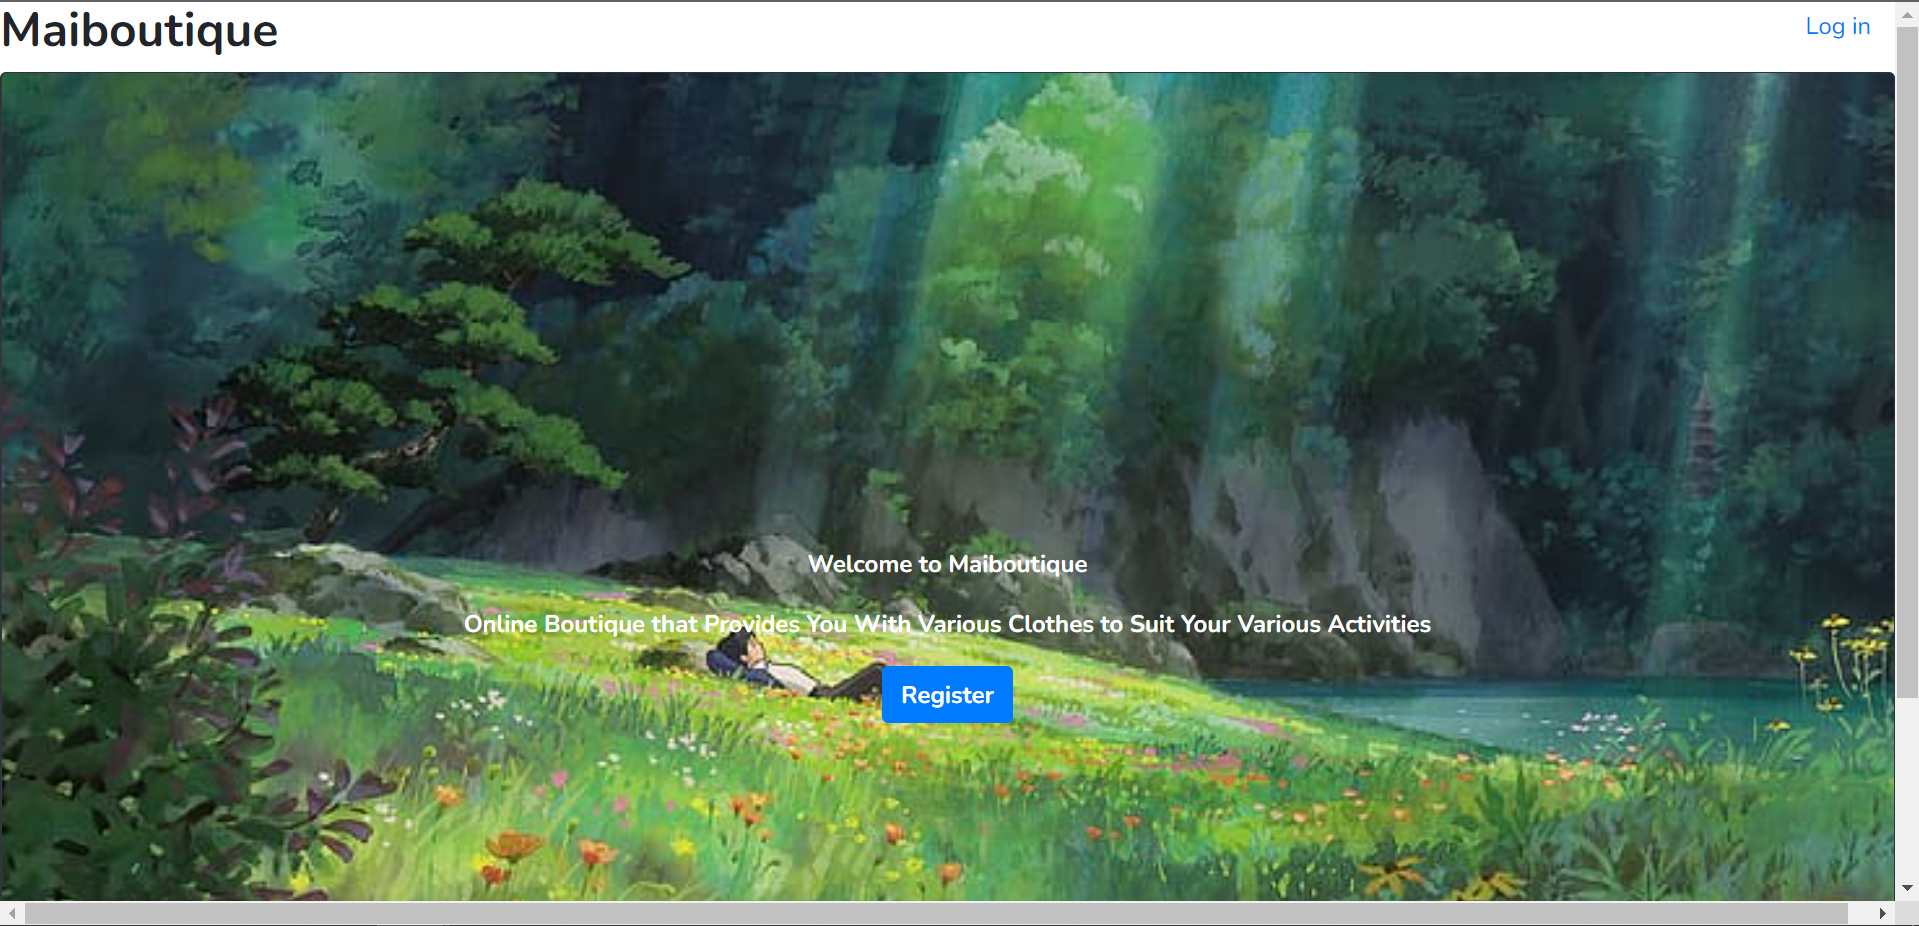 Maiboutique
Log in
Welcome to Maiboutique
Online Boutique that Provides You With Various Clothes to Suit Your Various Activities
Register